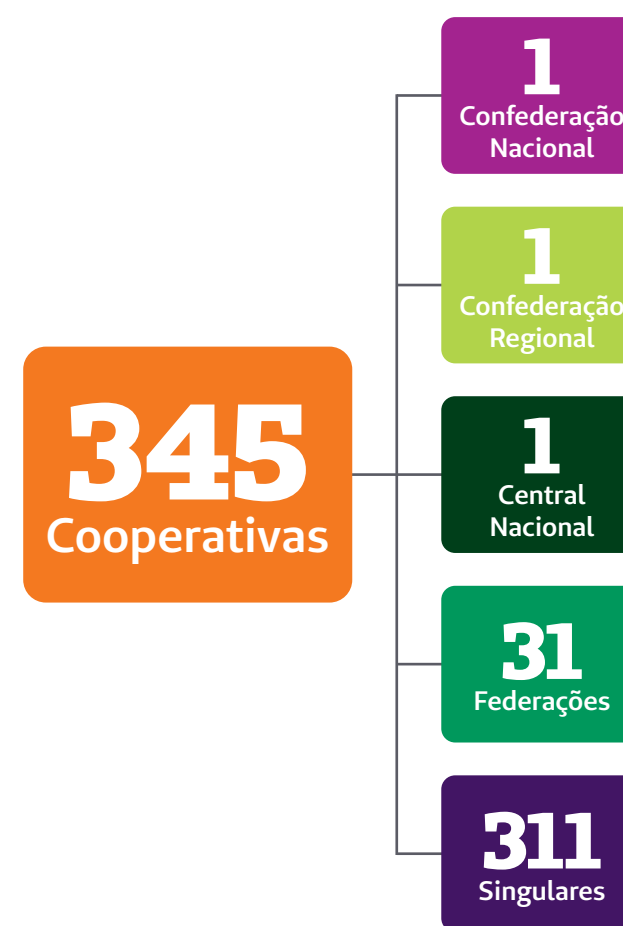 345
Cooperativas
1
Confederação
Nacional
1
Confederação
Regional
1
Central
Nacional
31
Federações
311
Singulares